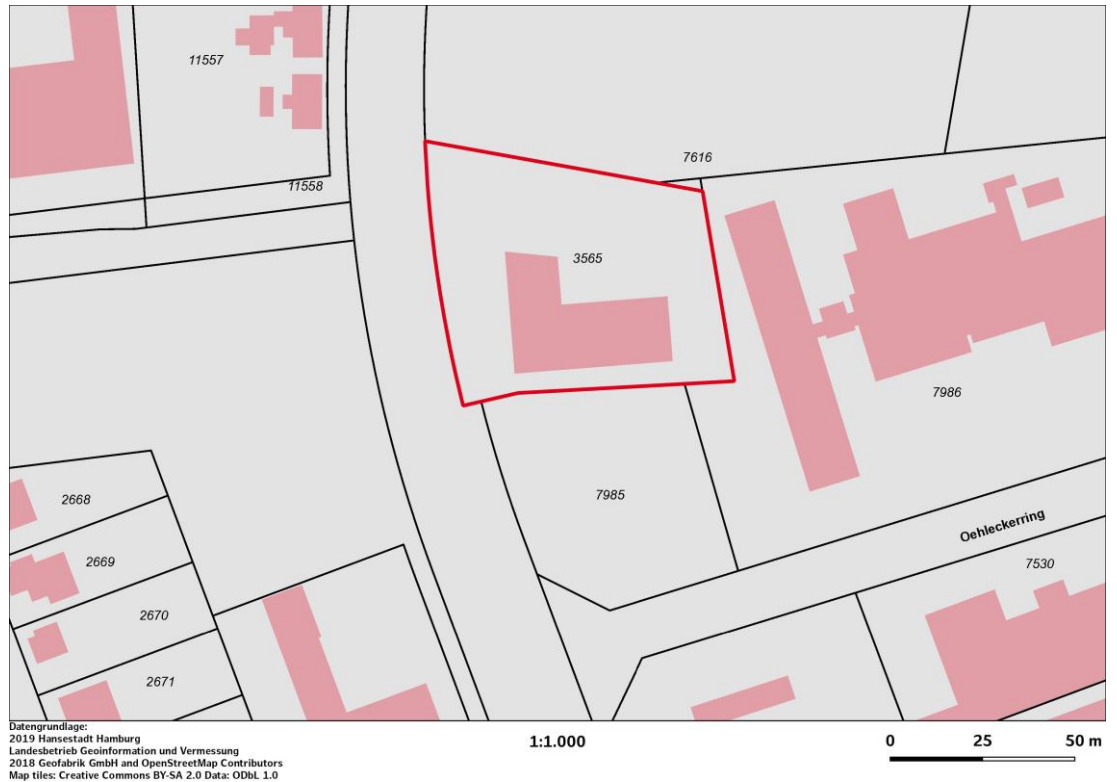 11557
7616
11558
3565
7986
2668
7985
Oehleckerring
2669
7530
2670
2671
Datengrundlage:
2019 Hansestadt Hamburg
Landesbetrieb Geoinformation und Vermessung
2018 Geofabrik GmbH and OpenStreetMap Contributors
Map tiles: Creative Commons BY-SA 2.0 Data: ODbL 1.0
1:1.000
0 25 50 m